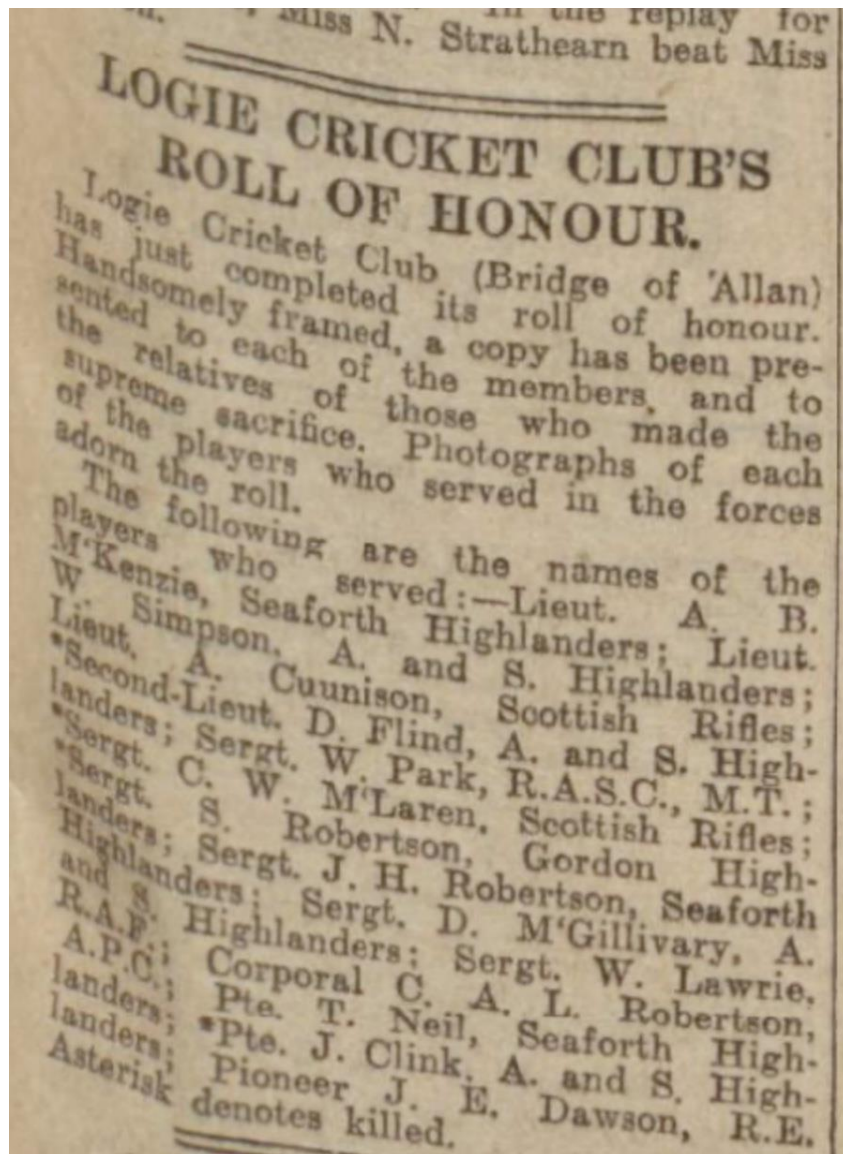 In the replay for
Miss N. Strathearn beat Miss
LOGIE CRICKET CLUB'S
ROLL OF HONOUR.
Logie Cricket Club (Bridge of 'Allan)
has just completed its roll of honour.
Handsomely framed, a copy has been pre-
sented to each of the members, and to
the relatives of those who made the
supreme sacrifice. Photographs of each
of the players who served in the forces
adorn the roll.
The following are the names of the
players who served:—Lieut. A. B.
M'Kenzie, Seaforth Highlanders; Lieut.
W. Simpson, A. and S. Highlanders;
Lieut. A. Cuunison, Scottish Rifles;
*Second-Lieut. D. Flind, A. and S. High-
landers; Sergt. W. Park, R.A.S.C., M.T.;
*Sergt. C. W. M'Laren, Scottish Rifles;
*Sergt. S. Robertson, Gordon High-
landers; Sergt. J. H. Robertson, Seaforth
Highlanders; Sergt. D. M'Gillivary, A.
and S. Highlanders; Sergt. W. Lawrie,
R.A.F.; Corporal C. A. L. Robertson,
A.P.C.; Pte. T. Neil, Seaforth High-
landers; *Pte. J. Clink, A. and S. High-
landers; Pioneer J. E. Dawson, R.E.
Asterisk denotes killed.